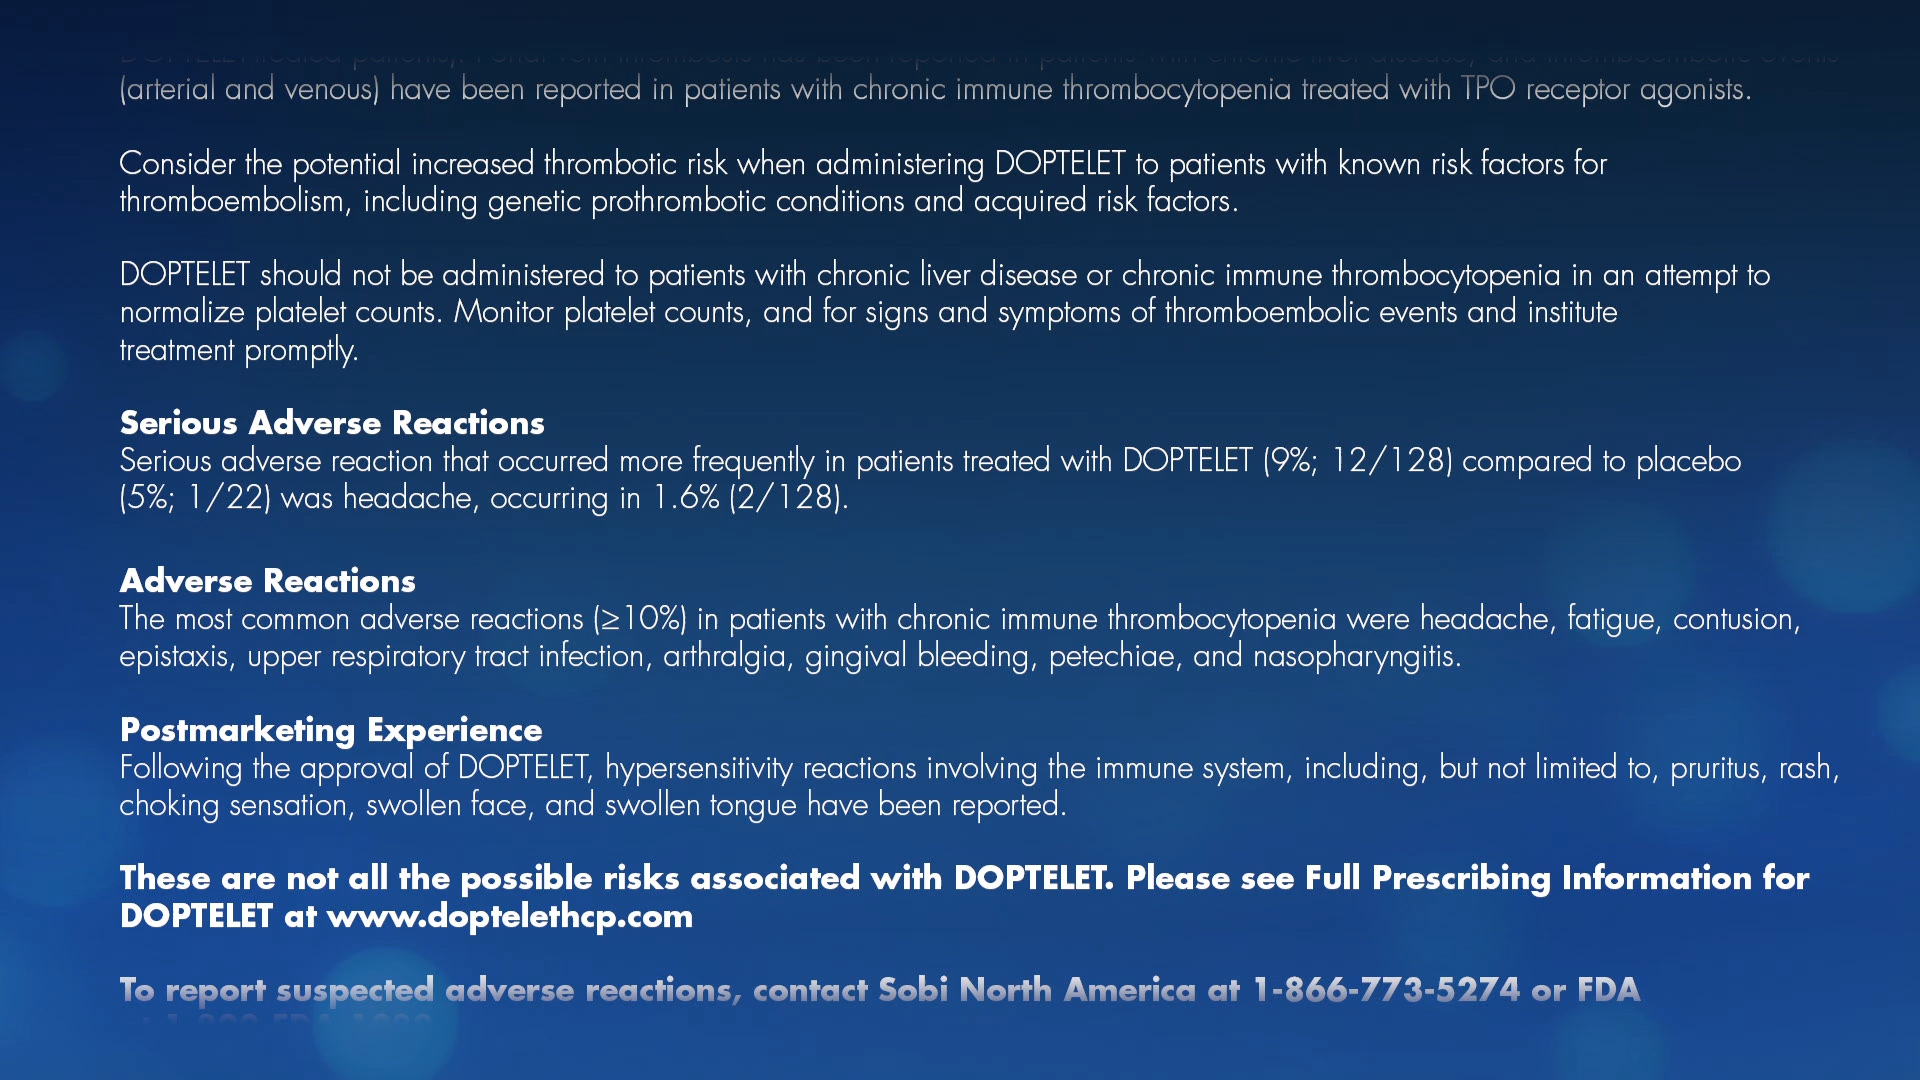 (arterial and venous) have been reported in patients with chronic immune thrombocytopenia treated with TPO receptor agonists.
Consider the potential increased thrombotic risk when administering DOPTELET to patients with known risk factors for
thromboembolism, including genetic prothrombotic conditions and acquired risk factors.
DOPTELET should not be administered to patients with chronic liver disease or chronic immune thrombocytopenia in an attempt to
normalize platelet counts. Monitor platelet counts, and for signs and symptoms of thromboembolic events and institute
treatment promptly.
Serious Adverse Reactions
Serious adverse reaction that occurred more frequently in patients treated with DOPTELET (9%; 12/128) compared to placebo
(5%; 1/22) was headache, occurring in 1.6% (2/128).
Adverse Reactions
The most common adverse reactions (≥10%) in patients with chronic immune thrombocytopenia were headache, fatigue, contusion,
epistaxis, upper respiratory tract infection, arthralgia, gingival bleeding, petechiae, and nasopharyngitis.
Postmarketing Experience
Following the approval of DOPTELET, hypersensitivity reactions involving the immune system, including, but not limited to, pruritus, rash,
choking sensation, swollen face, and swollen tongue have been reported.
These are not all the possible risks associated with DOPTELET. Please see Full Prescribing Information for
DOPTELET at www.doptelethcp.com
To report suspected adverse reactions, contact Sobi North America at 1-866-773-5274 or FDA